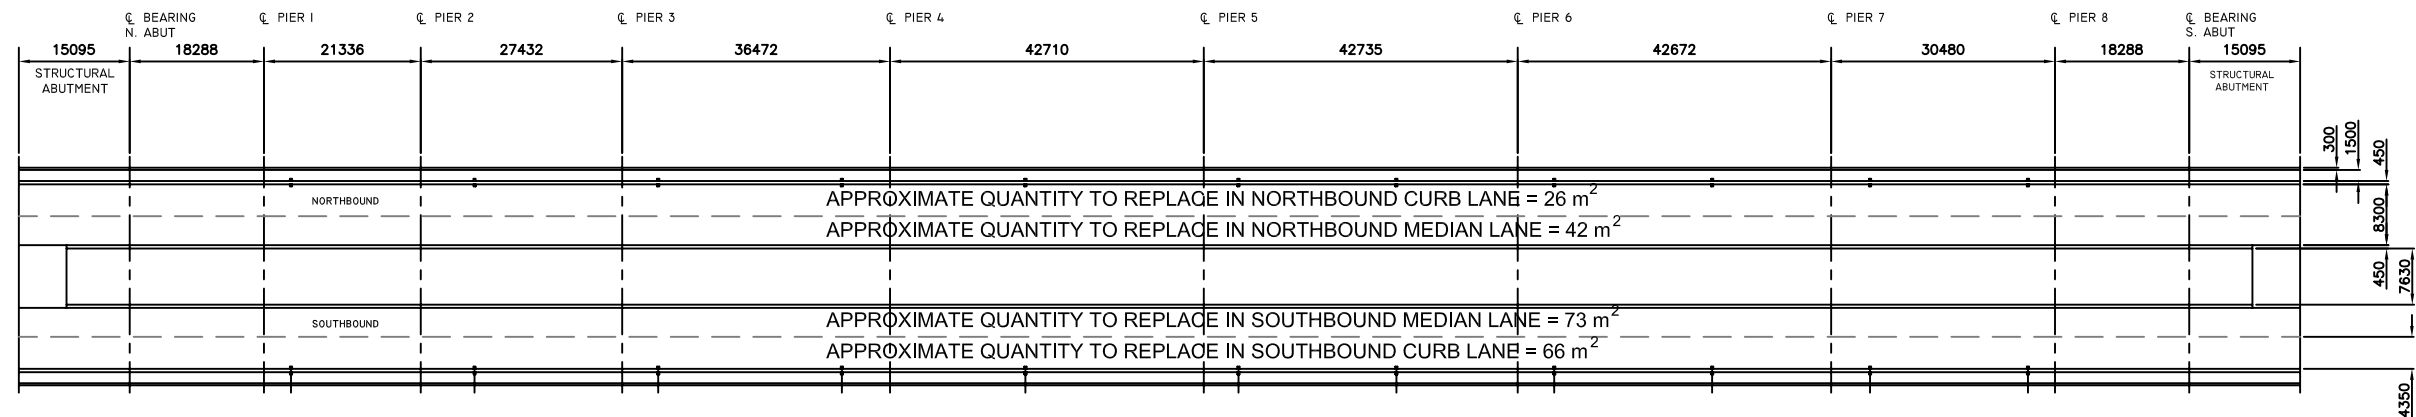 ℄ BEARING
N. ABUT
℄ PIER 1
℄ PIER 2
℄ PIER 3
℄ PIER 4
℄ PIER 5
℄ PIER 6
℄ PIER 7
℄ PIER 8
℄ BEARING
S. ABUT
15095
18288
21336
27432
36472
42710
42735
42672
30480
18288
15095
STRUCTURAL
ABUTMENT
STRUCTURAL
ABUTMENT
300
1500
450
NORTHBOUND
APPROXIMATE QUANTITY TO REPLACE IN NORTHBOUND CURB LANE = 26 m²
8300
APPROXIMATE QUANTITY TO REPLACE IN NORTHBOUND MEDIAN LANE = 42 m²
450
7630
SOUTHBOUND
APPROXIMATE QUANTITY TO REPLACE IN SOUTHBOUND MEDIAN LANE = 73 m²
APPROXIMATE QUANTITY TO REPLACE IN SOUTHBOUND CURB LANE = 66 m²
4350